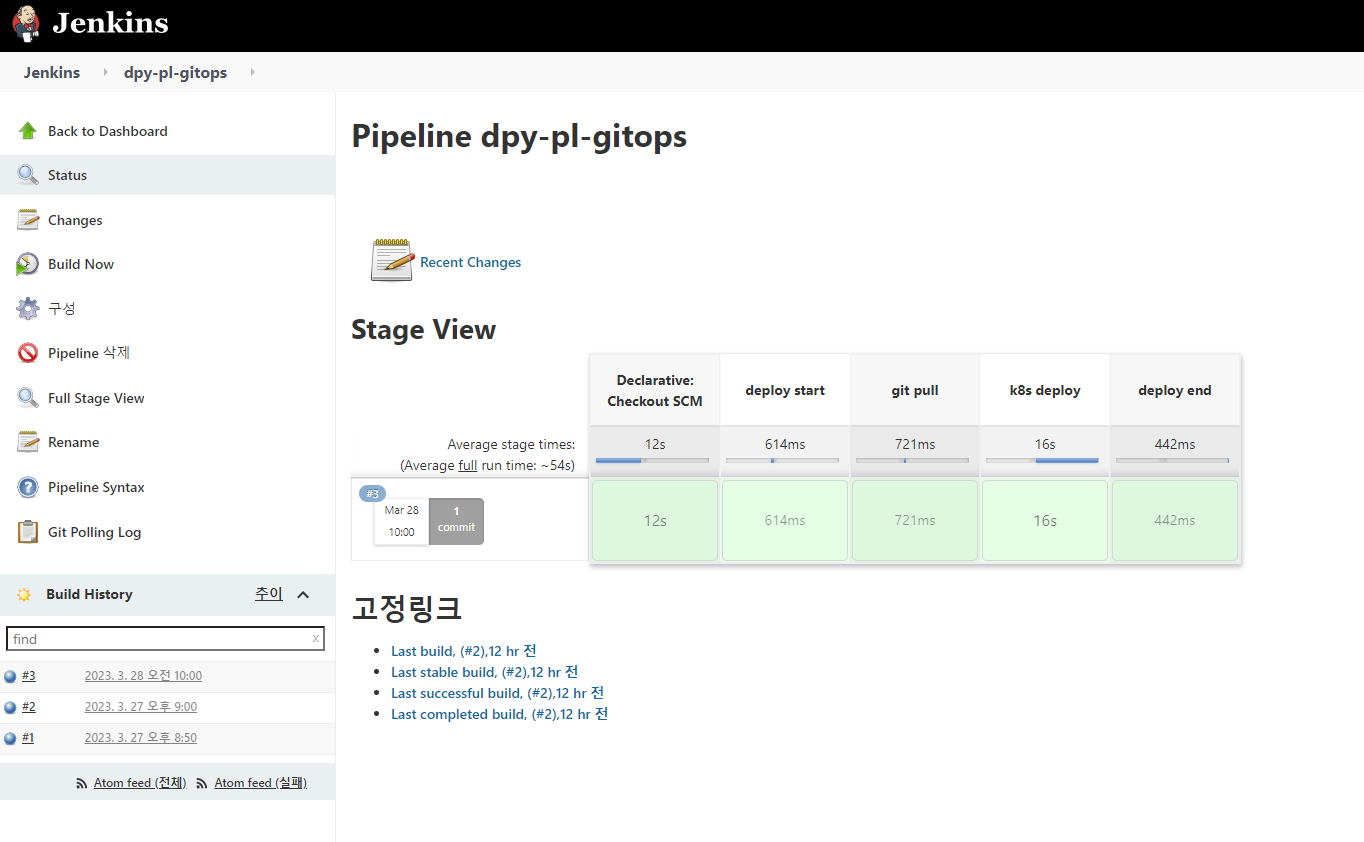 Jenkins
Jenkins
dpy-pl-gitops
Back to Dashboard
Status
Changes
Build Now
구성
Pipeline 삭제
Full Stage View
Rename
Pipeline Syntax
Git Polling Log
Build History 추이
find x
#3 2023. 3. 28 오전 10:00
#2 2023. 3. 27 오후 9:00
#1 2023. 3. 27 오후 8:50
Atom feed (전체) Atom feed (실패)
Pipeline dpy-pl-gitops
Recent Changes
Stage View
Declarative:
Checkout SCM
deploy start
git pull
k8s deploy
deploy end
Average stage times:
(Average full run time: ~54s)
12s 614ms 721ms 16s 442ms
#3
Mar 28
10:00
1
commit
12s 614ms 721ms 16s 442ms
고정링크
Last build, (#2),12 hr 전
Last stable build, (#2),12 hr 전
Last successful build, (#2),12 hr 전
Last completed build, (#2),12 hr 전